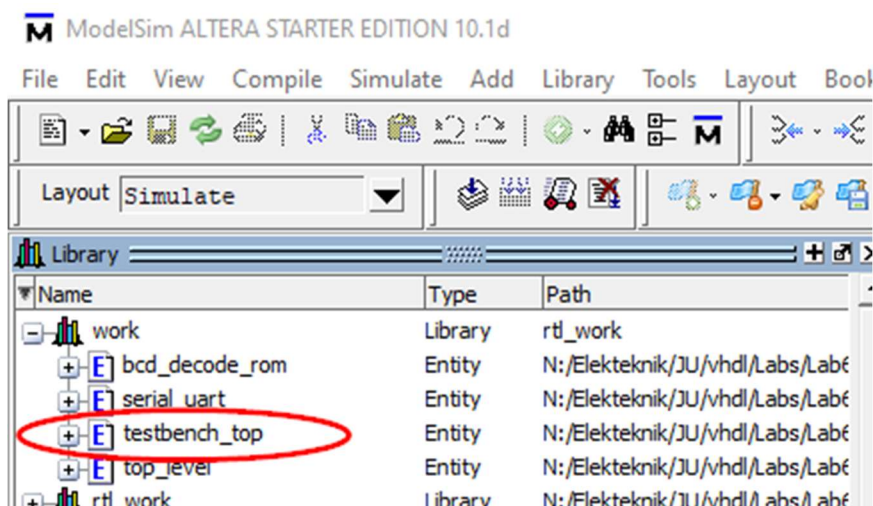 M ModelSim ALTERA STARTER EDITION 10.1d
File Edit View Compile Simulate Add Library Tools Layout Book
M
Layout Simulate
Library
Name Type Path
work Library rtl_work
E bcd_decode_rom Entity N:/Elekteknik/JU/vhdl/Labs/Lab6
E serial_uart Entity N:/Elekteknik/JU/vhdl/Labs/Lab6
E testbench_top Entity N:/Elekteknik/JU/vhdl/Labs/Lab6
E top_level Entity N:/Elekteknik/JU/vhdl/Labs/Lab6
rtl_work Library N:/Elekteknik/JU/vhdl/Labs/Lab6